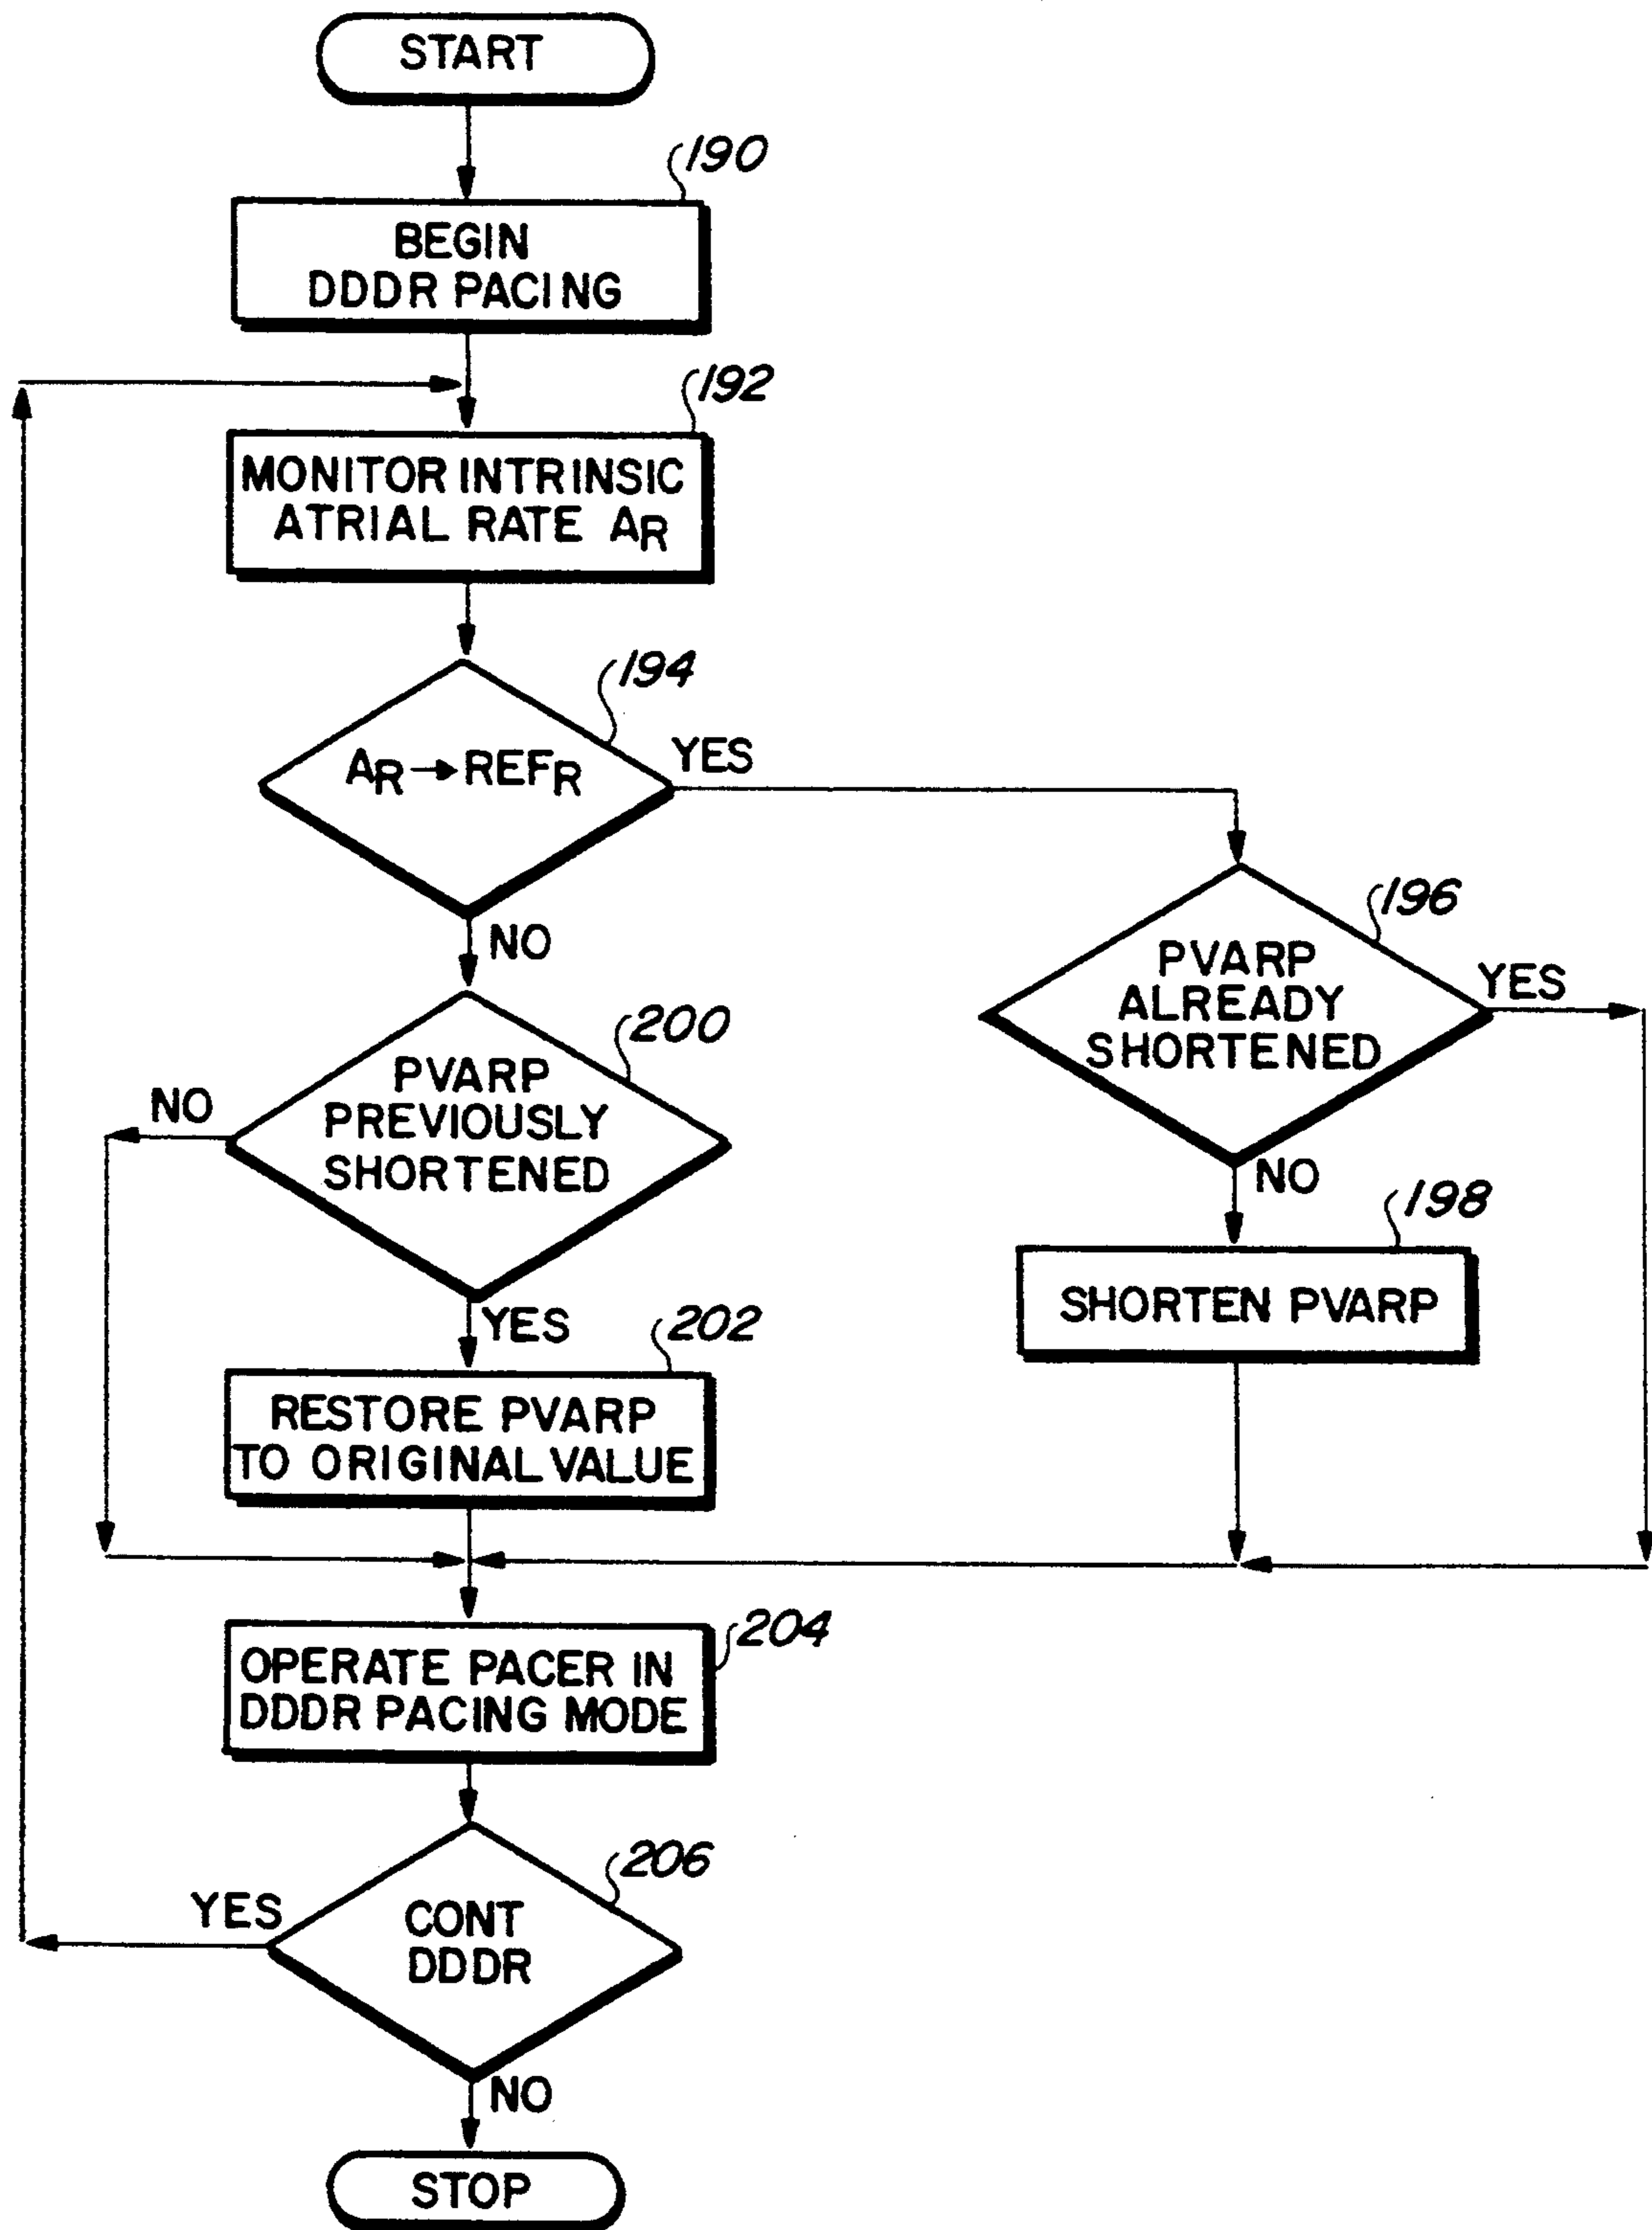 START
190
BEGIN
DDDR PACING
192
MONITOR INTRINSIC
ATRIAL RATE AR
194
AR→REFR
YES
NO
196
PVARP
ALREADY
SHORTENED
YES
NO
198
SHORTEN PVARP
200
PVARP
PREVIOUSLY
SHORTENED
NO
YES
202
RESTORE PVARP
TO ORIGINAL VALUE
204
OPERATE PACER IN
DDDR PACING MODE
206
CONT
DDDR
YES
NO
STOP